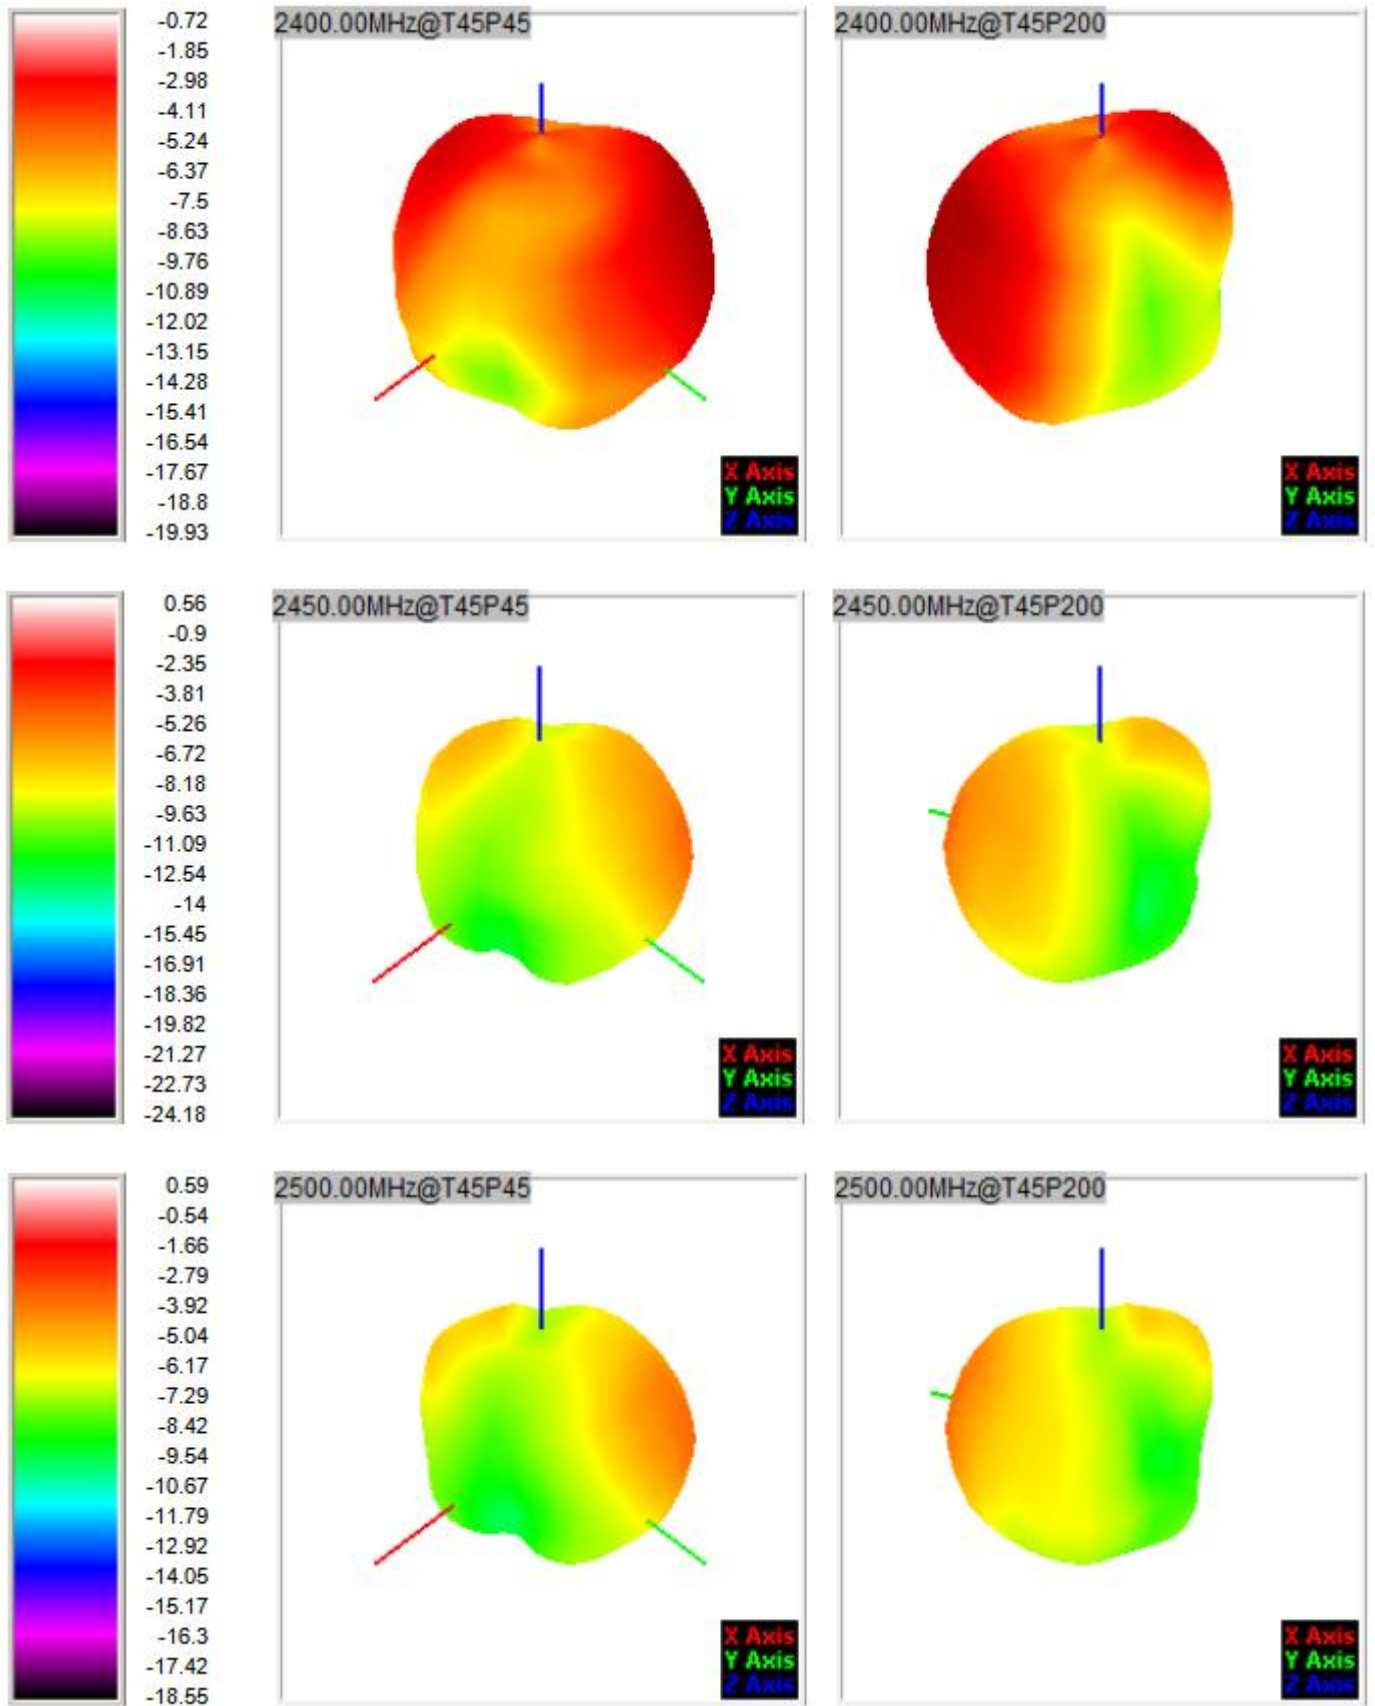 2400.00MHz@T45P45
2400.00MHz@T45P200
-0.72
-1.85
-2.98
-4.11
-5.24
-6.37
-7.5
-8.63
-9.76
-10.89
-12.02
-13.15
-14.28
-15.41
-16.54
-17.67
-18.8
-19.93
X Axis
Y Axis
Z Axis
X Axis
Y Axis
Z Axis
2450.00MHz@T45P45
2450.00MHz@T45P200
0.56
-0.9
-2.35
-3.81
-5.26
-6.72
-8.18
-9.63
-11.09
-12.54
-14
-15.45
-16.91
-18.36
-19.82
-21.27
-22.73
-24.18
X Axis
Y Axis
Z Axis
X Axis
Y Axis
Z Axis
2500.00MHz@T45P45
2500.00MHz@T45P200
0.59
-0.54
-1.66
-2.79
-3.92
-5.04
-6.17
-7.29
-8.42
-9.54
-10.67
-11.79
-12.92
-14.05
-15.17
-16.3
-17.42
-18.55
X Axis
Y Axis
Z Axis
X Axis
Y Axis
Z Axis